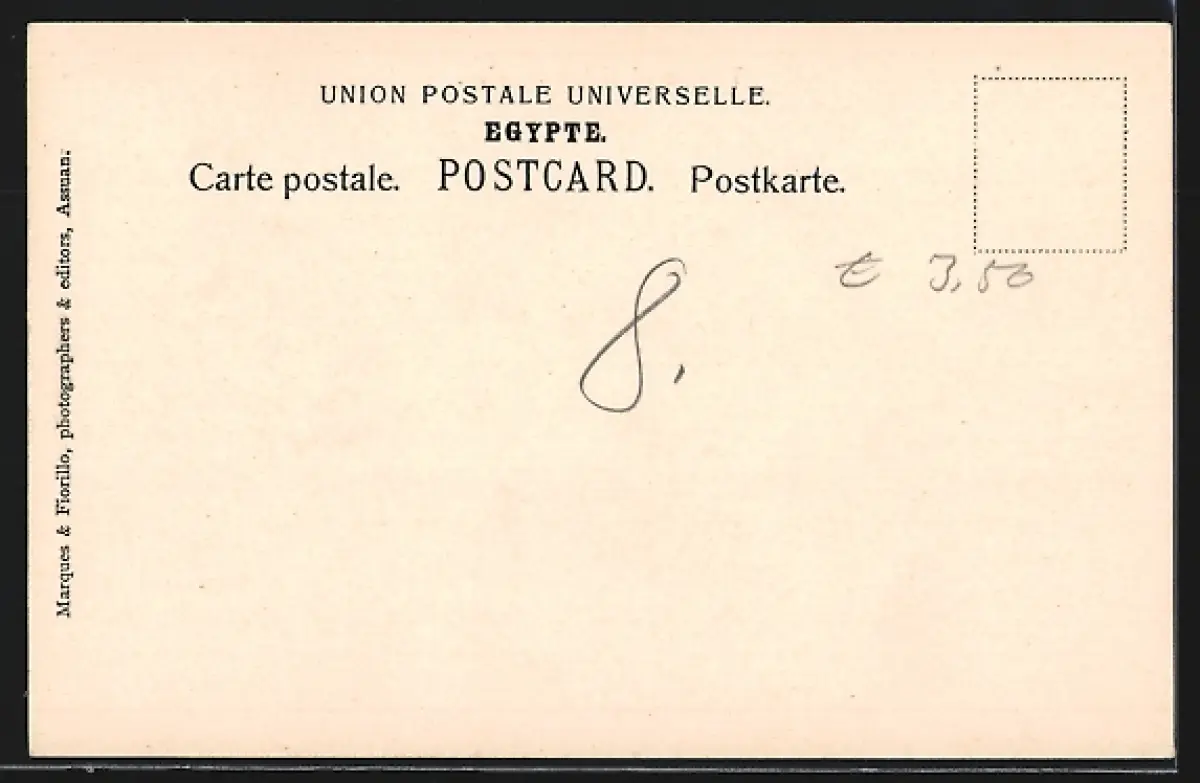 UNION POSTALE UNIVERSELLE.
EGYPTE.
Carte postale. POSTCARD. Postkarte.
€ 3,50
8.
Marques & Fiorillo, photographers & editors, Assuan.